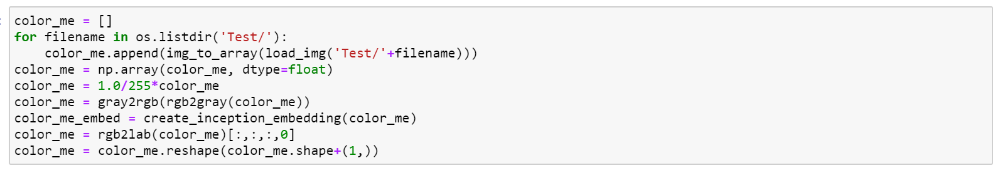 color_me = []
for filename in os.listdir('Test/'):
    color_me.append(img_to_array(load_img('Test/'+filename)))
color_me = np.array(color_me, dtype=float)
color_me = 1.0/255*color_me
color_me = gray2rgb(rgb2gray(color_me))
color_me_embed = create_inception_embedding(color_me)
color_me = rgb2lab(color_me)[:,:,:,0]
color_me = color_me.reshape(color_me.shape+(1,))